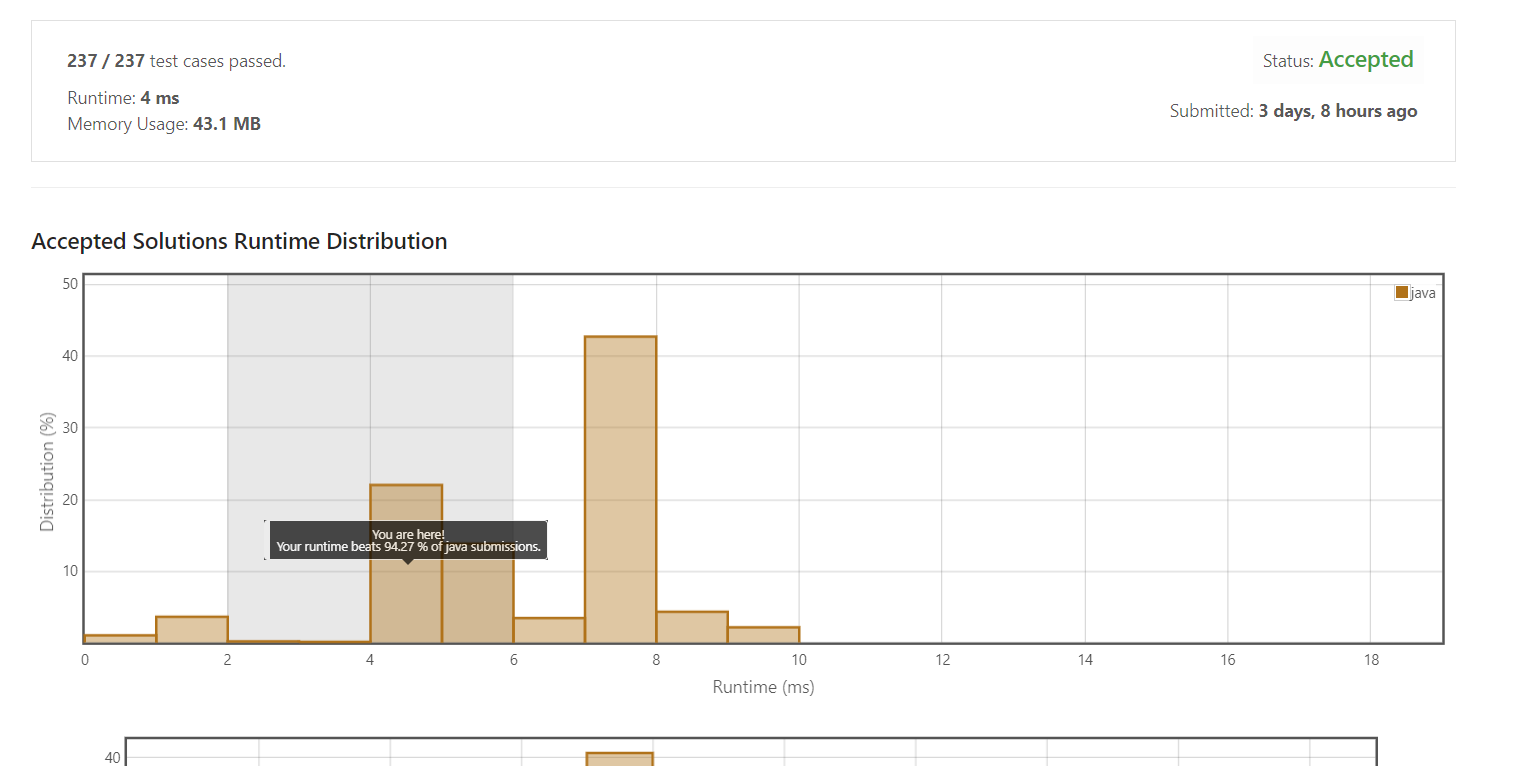 237 / 237 test cases passed.
Status: Accepted
Runtime: 4 ms
Memory Usage: 43.1 MB
Submitted: 3 days, 8 hours ago
Accepted Solutions Runtime Distribution
50
40
30
20
10
Distribution (%)
java
You are here!
Your runtime beats 94.27 % of java submissions.
0 2 4 6 8 10 12 14 16 18
Runtime (ms)
40